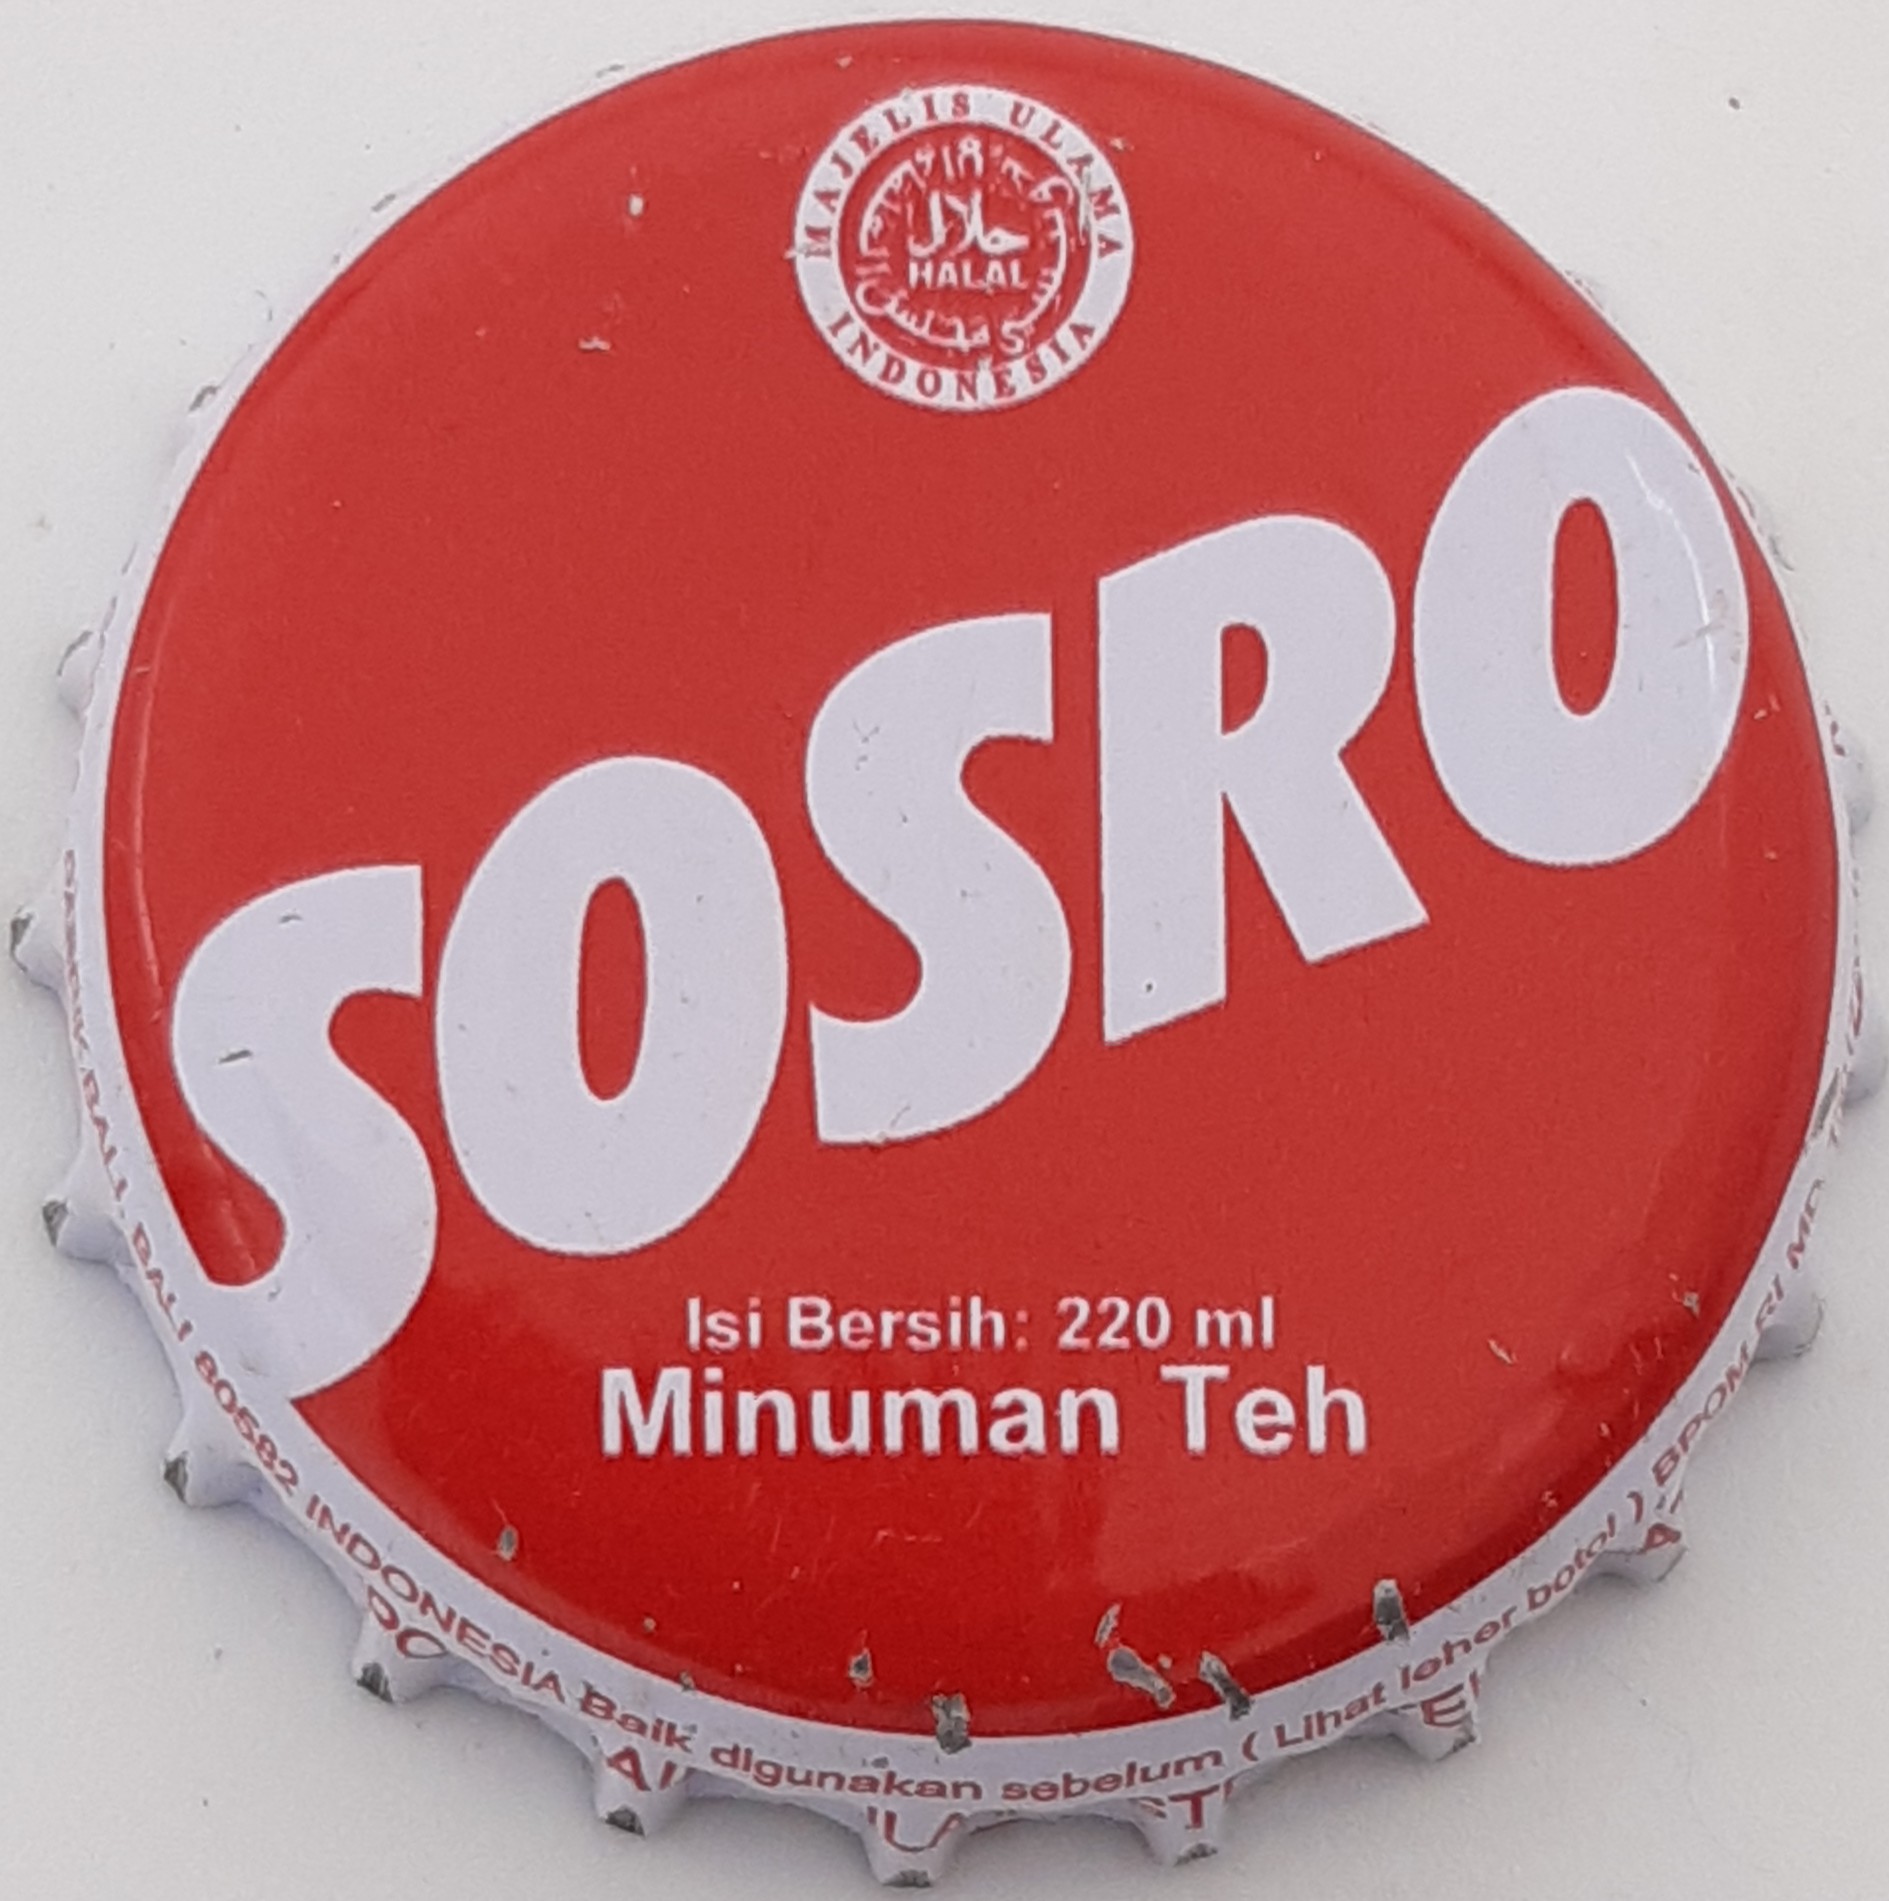 MAJELIS ULAMA
حلال
HALAL
INDONESIA
SOSRO
Isi Bersih: 220 ml
Minuman Teh
BALI, BALI 80582 INDONESIA Baik digunakan sebelum ( Lihat leher botol ) BPOM RI MD